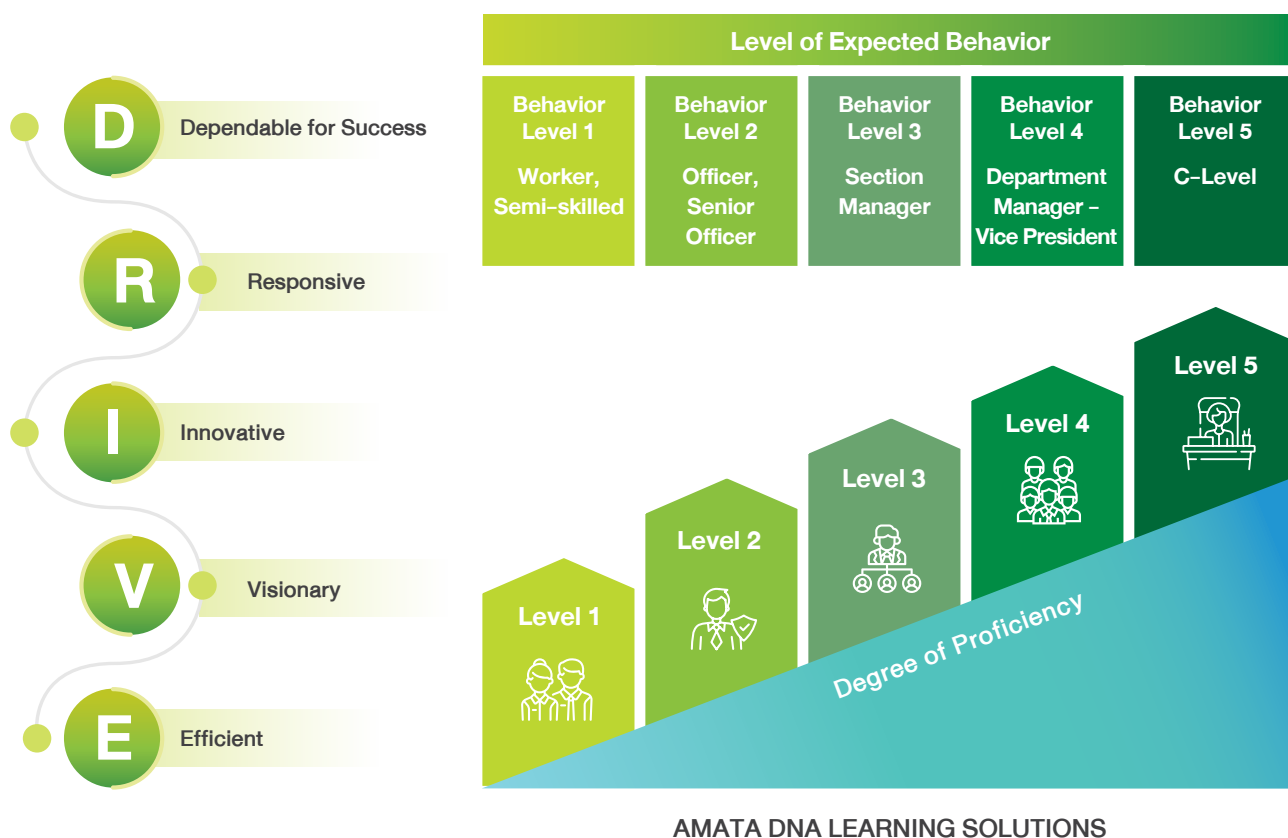 D
Dependable for Success
R
Responsive
I
Innovative
V
Visionary
E
Efficient
Level of Expected Behavior
Behavior
Level 1
Worker,
Semi-skilled
Behavior
Level 2
Officer,
Senior
Officer
Behavior
Level 3
Section
Manager
Behavior
Level 4
Department
Manager –
Vice President
Behavior
Level 5
C-Level
Level 1
Level 2
Level 3
Level 4
Level 5
Degree of Proficiency
AMATA DNA LEARNING SOLUTIONS